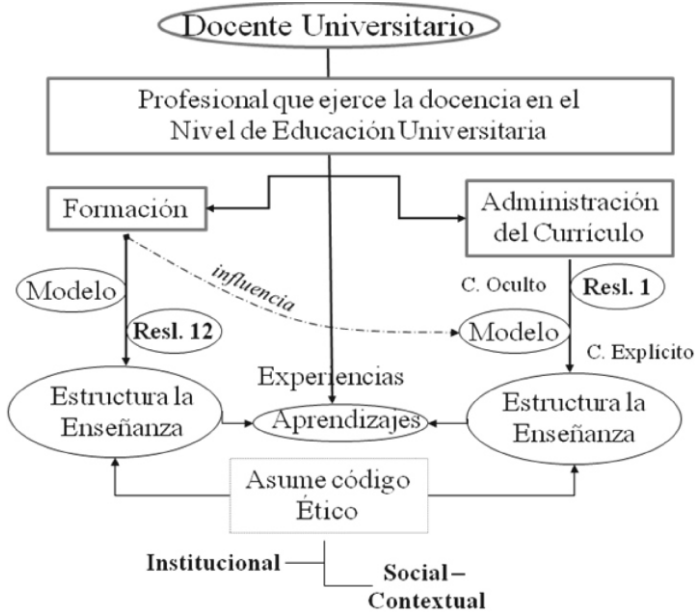 Docente Universitario
Profesional que ejerce la docencia en el
Nivel de Educación Universitaria
Formación
Administración
del Currículo
influencia
C. Oculto
Resl. 1
Modelo
Resl. 12
Modelo
C. Explícito
Experiencias
Estructura la
Enseñanza
Aprendizajes
Estructura la
Enseñanza
Asume código
Ético
Institucional
Social–
Contextual